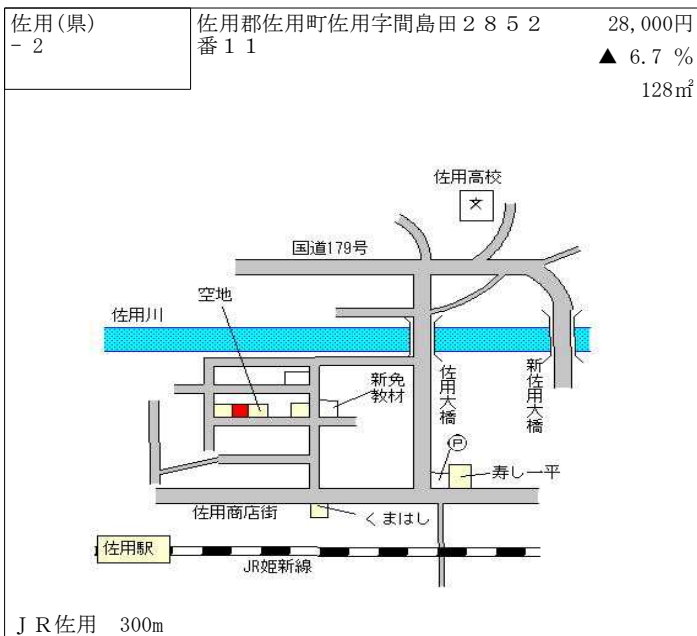 佐用(県)
－2
佐用郡佐用町佐用字間島田２８５２
番１１
28,000円
▲ 6.7 %
128㎡
佐用高校
文
国道179号
空地
佐用川
新免
教材
佐用大橋
新佐用大橋
P
寿し一平
佐用商店街
くまはし
佐用駅
JR姫新線
ＪＲ佐用　300m